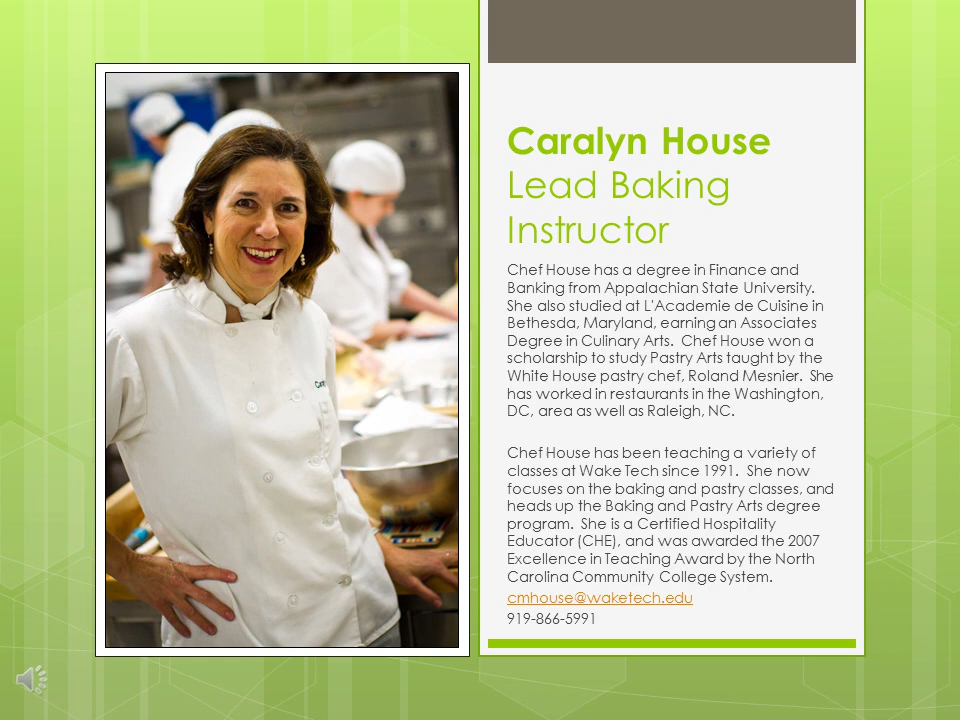 Caralyn House
Lead Baking
Instructor
Chef House has a degree in Finance and
Banking from Appalachian State University.
She also studied at L'Academie de Cuisine in
Bethesda, Maryland, earning an Associates
Degree in Culinary Arts.  Chef House won a
scholarship to study Pastry Arts taught by the
White House pastry chef, Roland Mesnier.  She
has worked in restaurants in the Washington,
DC, area as well as Raleigh, NC.
Chef House has been teaching a variety of
classes at Wake Tech since 1991.  She now
focuses on the baking and pastry classes, and
heads up the Baking and Pastry Arts degree
program.  She is a Certified Hospitality
Educator (CHE), and was awarded the 2007
Excellence in Teaching Award by the North
Carolina Community College System.
cmhouse@waketech.edu
919-866-5991